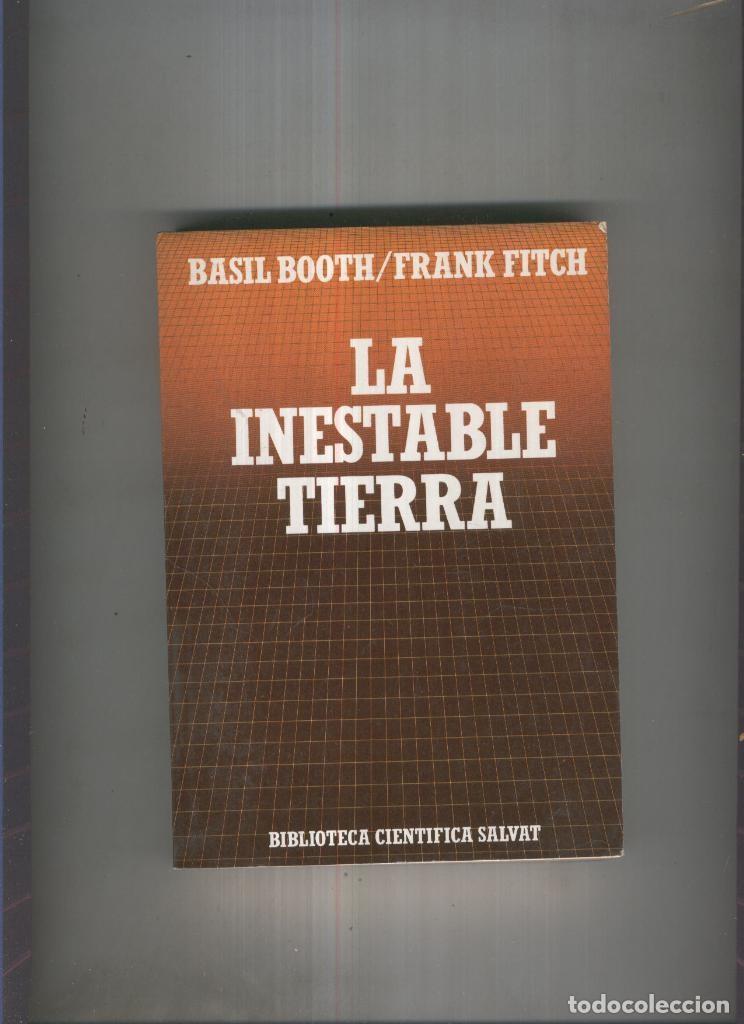 BASIL BOOTH/FRANK FITCH
LA
INESTABLE
TIERRA
BIBLIOTECA CIENTIFICA SALVAT
todocoleccion